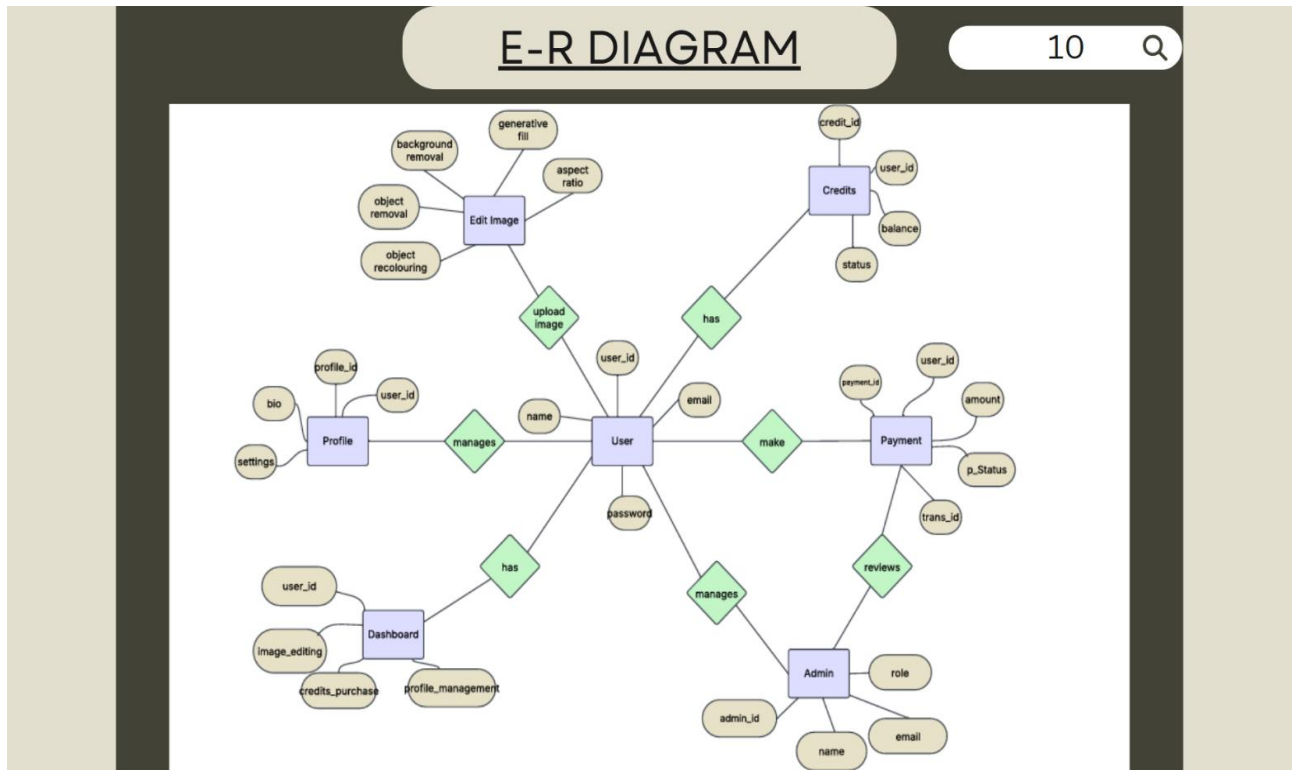 E-R DIAGRAM
10
generative
fill
background
removal
aspect
ratio
object
removal
Edit Image
object
recolouring
credit_id
user_id
Credits
balance
status
upload
image
has
profile_id
user_id
bio
Profile
settings
manages
user_id
name
email
User
password
make
payment_id
user_id
amount
Payment
p_Status
trans_id
has
manages
reviews
user_id
Dashboard
image_editing
credits_purchase
profile_management
Admin
role
admin_id
name
email